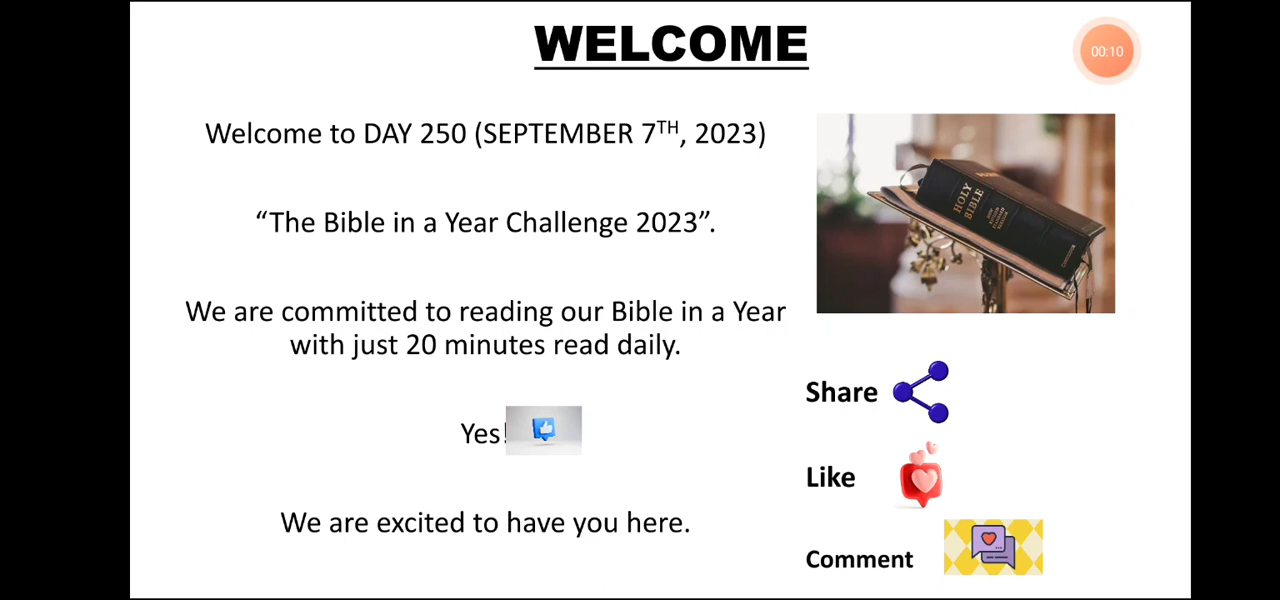 WELCOME
00:10
Welcome to DAY 250 (SEPTEMBER 7TH, 2023)
“The Bible in a Year Challenge 2023”.
We are committed to reading our Bible in a Year
with just 20 minutes read daily.
Yes!
We are excited to have you here.
HOLY
BIBLE
Share
Like
Comment